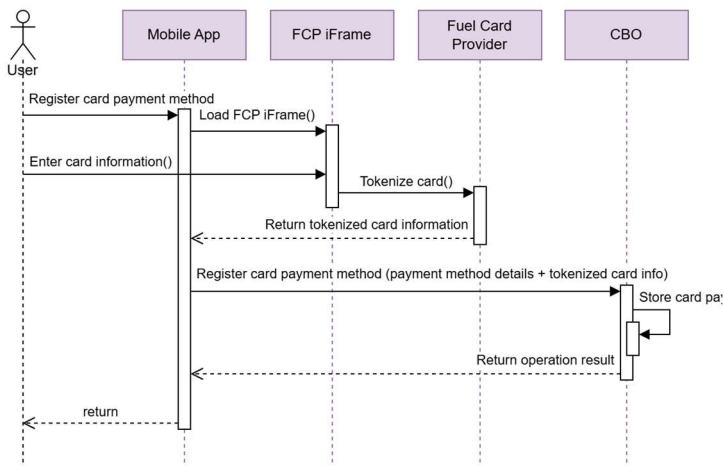 Mobile App
FCP iFrame
Fuel Card
Provider
CBO
User
Register card payment method
Load FCP iFrame()
Enter card information()
Tokenize card()
Return tokenized card information
Register card payment method (payment method details + tokenized card info)
Store card pay
Return operation result
return